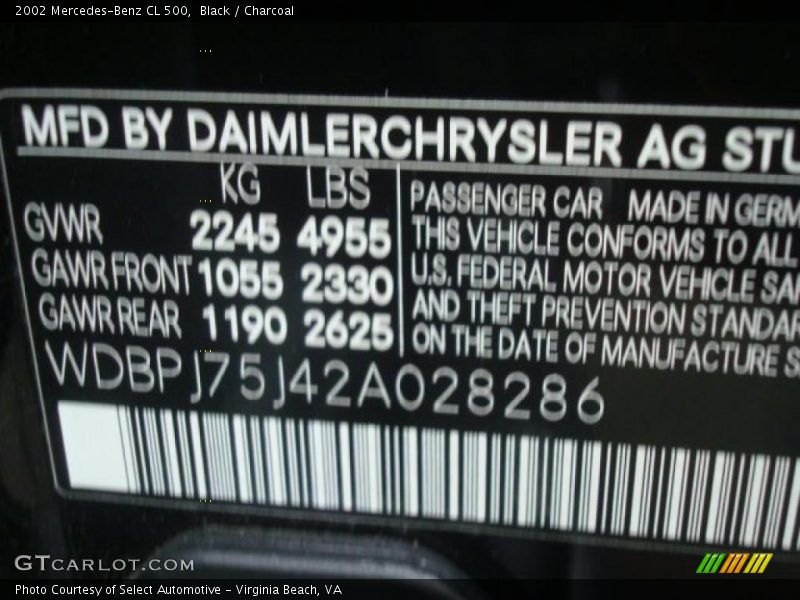 2002 Mercedes-Benz CL 500, Black / Charcoal
MFD BY DAIMLERCHRYSLER AG STU
KG LBS
GVWR 2245 4955
GAWR FRONT 1055 2330
GAWR REAR 1190 2625
PASSENGER CAR MADE IN GERM
THIS VEHICLE CONFORMS TO ALL
U.S. FEDERAL MOTOR VEHICLE SAF
AND THEFT PREVENTION STANDAR
ON THE DATE OF MANUFACTURE S
WDBPJ75J42A028286
GTCARLOT.COM
Photo Courtesy of Select Automotive - Virginia Beach, VA